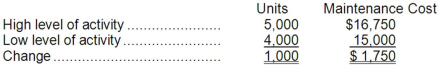 Units Maintenance Cost
High level of activity ........................ 5,000 $16,750
Low level of activity ......................... 4,000 15,000
Change ........................................... 1,000 $ 1,750